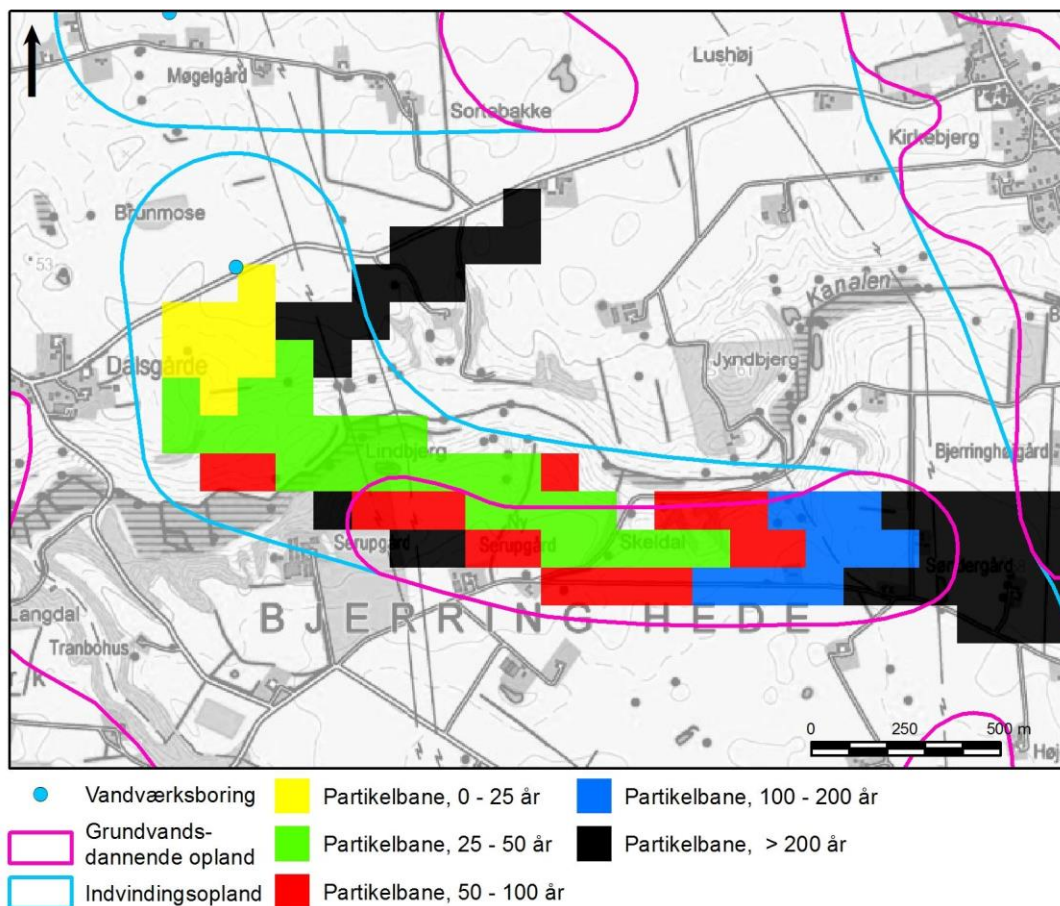 Lushøj
Møgelgård
Sortebakke
Kirkebjerg
Brunmose
53
Kanalen
Dalsgårde
Jyndbjerg
Lindbjerg
Bjerringhøjgård
Ny
Serupgård
Serupgård
Skeldal
Søndergård
Langdal
BJERRING HEDE
Tranbohus
0 250 500 m
Høj
Vandværksboring
Grundvands-
dannende opland
Indvindingsopland
Partikelbane, 0 - 25 år
Partikelbane, 25 - 50 år
Partikelbane, 50 - 100 år
Partikelbane, 100 - 200 år
Partikelbane, > 200 år